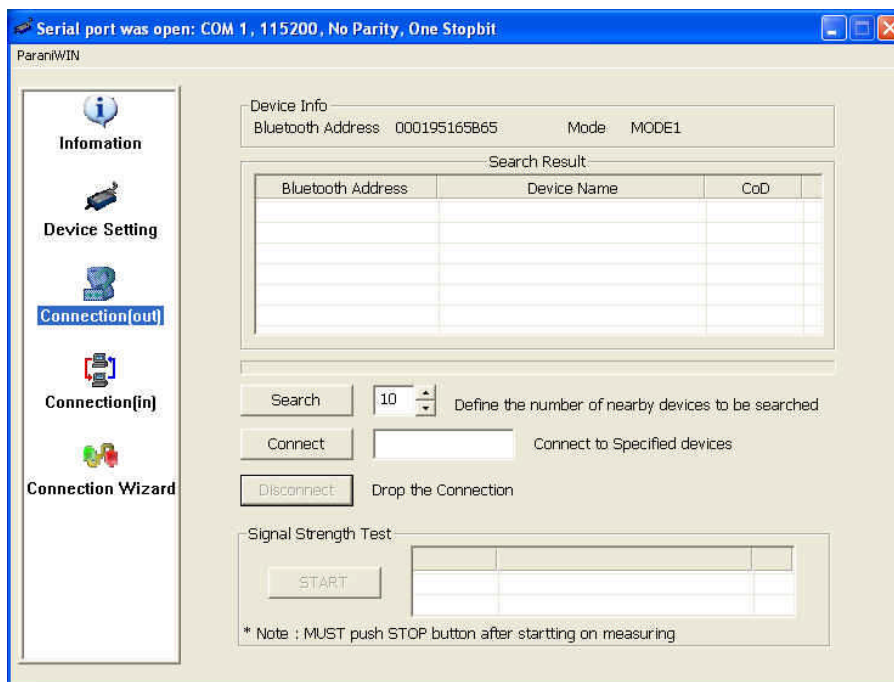 Serial port was open: COM 1, 115200, No Parity, One Stopbit
ParaniWIN
Infomation
Device Setting
Connection(out)
Connection(in)
Connection Wizard
Device Info
Bluetooth Address 000195165B65 Mode MODE1
Search Result
Bluetooth Address Device Name CoD
Search 10 Define the number of nearby devices to be searched
Connect Connect to Specified devices
Disconnect Drop the Connection
Signal Strength Test
START
* Note : MUST push STOP button after startting on measuring